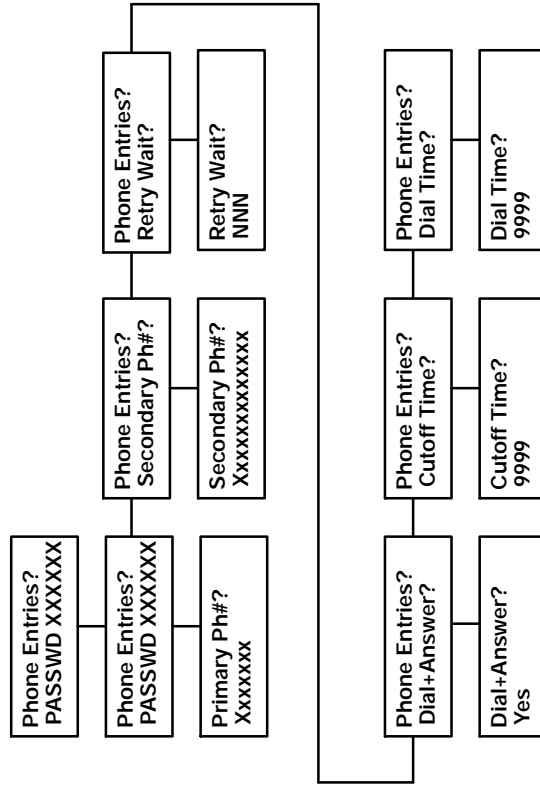 Phone Entries?
PASSWD XXXXXX
Phone Entries?
PASSWD XXXXXX
Primary Ph#?
Xxxxxxx
Phone Entries?
Secondary Ph#?
Secondary Ph#?
Xxxxxxxxxxxxx
Phone Entries?
Retry Wait?
Retry Wait?
NNN
Phone Entries?
Dial+Answer?
Dial+Answer?
Yes
Phone Entries?
Cutoff Time?
Cutoff Time?
9999
Phone Entries?
Dial Time?
Dial Time?
9999